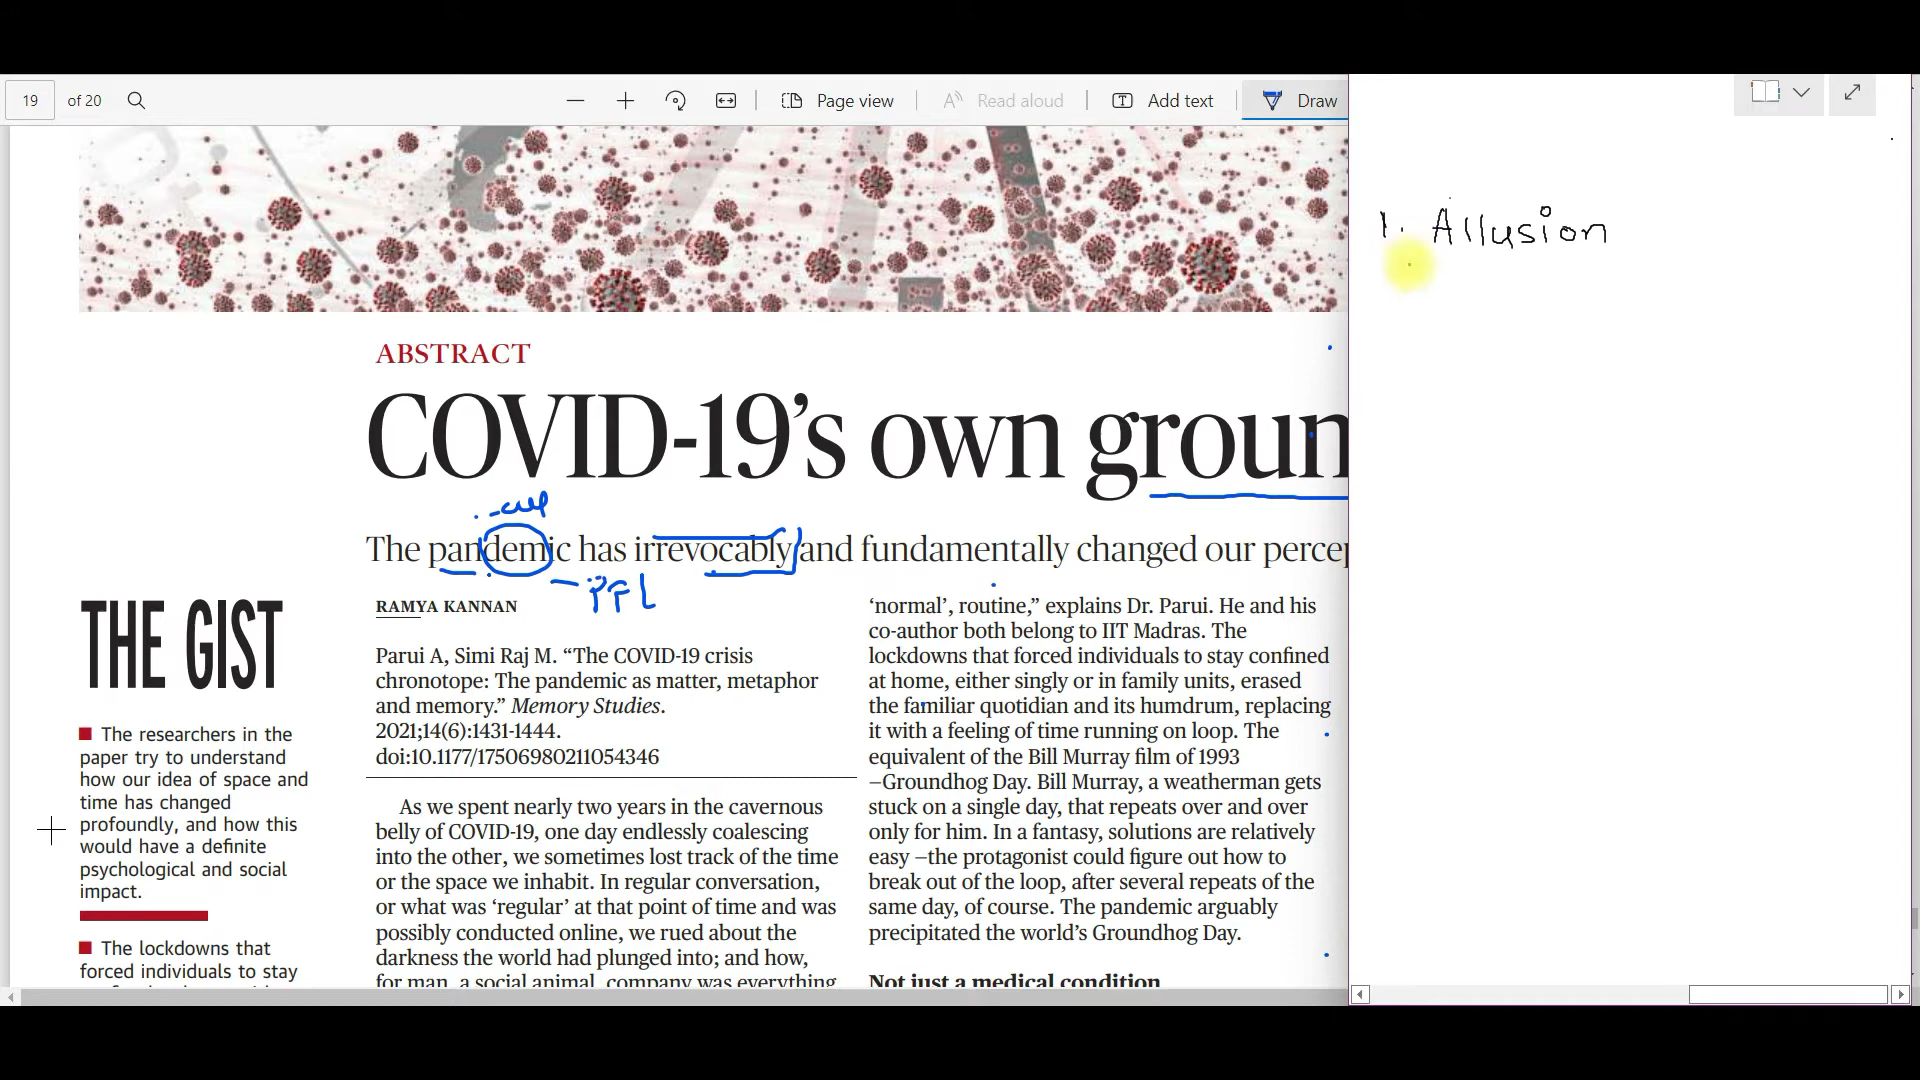 19 of 20 Page view Read aloud Add text Draw
1. Allusion
ABSTRACT
COVID-19’s own groun
The pandemic has irrevocably and fundamentally changed our percep
THE GIST
The researchers in the
paper try to understand
how our idea of space and
time has changed
profoundly, and how this
would have a definite
psychological and social
impact.
The lockdowns that
forced individuals to stay
RAMYA KANNAN
Parui A, Simi Raj M. “The COVID-19 crisis
chronotope: The pandemic as matter, metaphor
and memory.” Memory Studies.
2021;14(6):1431-1444.
doi:10.1177/17506980211054346
As we spent nearly two years in the cavernous
belly of COVID-19, one day endlessly coalescing
into the other, we sometimes lost track of the time
or the space we inhabit. In regular conversation,
or what was ‘regular’ at that point of time and was
possibly conducted online, we rued about the
darkness the world had plunged into; and how,
for man, a social animal, company was everything
‘normal’, routine,” explains Dr. Parui. He and his
co-author both belong to IIT Madras. The
lockdowns that forced individuals to stay confined
at home, either singly or in family units, erased
the familiar quotidian and its humdrum, replacing
it with a feeling of time running on loop. The
equivalent of the Bill Murray film of 1993
–Groundhog Day. Bill Murray, a weatherman gets
stuck on a single day, that repeats over and over
only for him. In a fantasy, solutions are relatively
easy –the protagonist could figure out how to
break out of the loop, after several repeats of the
same day, of course. The pandemic arguably
precipitated the world’s Groundhog Day.
Not just a medical condition